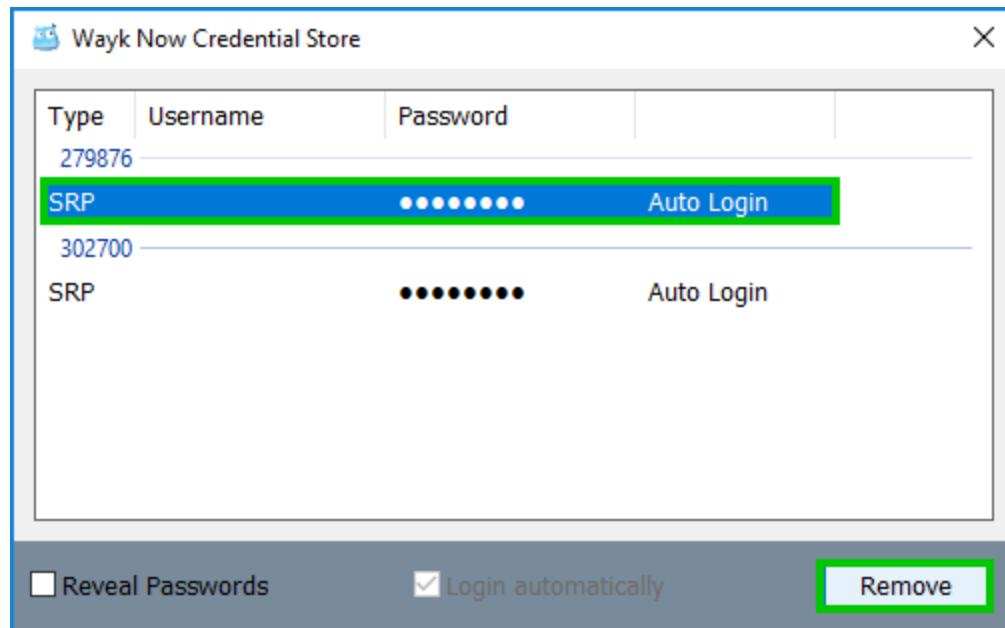 Wayk Now Credential Store
Type Username Password
279876
SRP ●●●●●●●● Auto Login
302700
SRP ●●●●●●●● Auto Login
Reveal Passwords Login automatically Remove